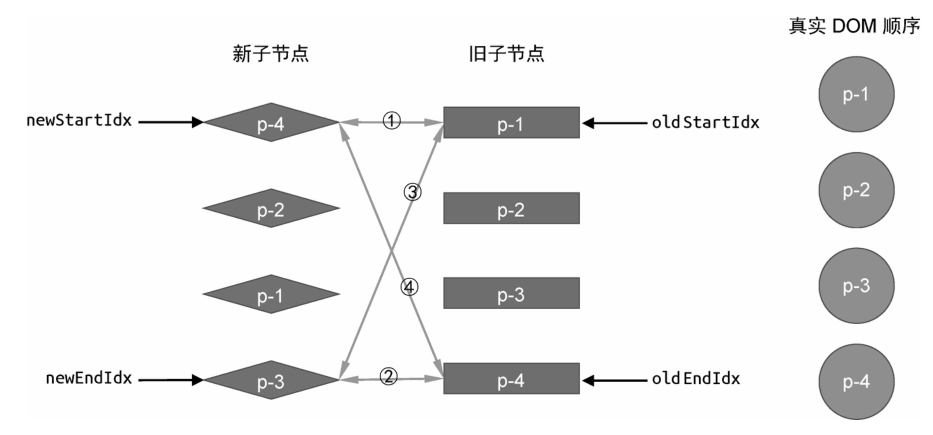 真实 DOM 顺序
新子节点
旧子节点
newStartIdx
p-4
①
p-1
oldStartIdx
p-1
③
p-2
p-2
p-2
④
p-1
p-3
p-3
newEndIdx
p-3
②
p-4
oldEndIdx
p-4